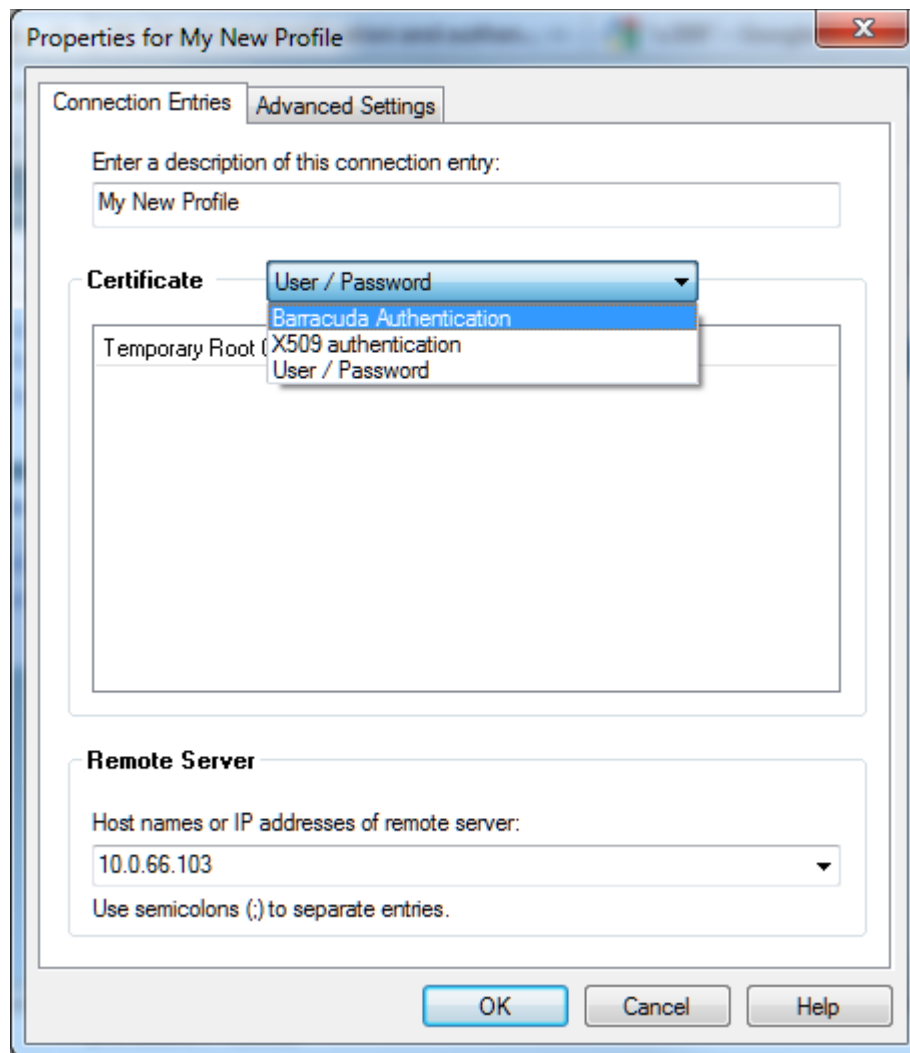 Properties for My New Profile
Connection Entries
Advanced Settings
Enter a description of this connection entry:
My New Profile
Certificate
User / Password
Barracuda Authentication
X509 authentication
User / Password
Temporary Root
Remote Server
Host names or IP addresses of remote server:
10.0.66.103
Use semicolons (;) to separate entries.
OK
Cancel
Help